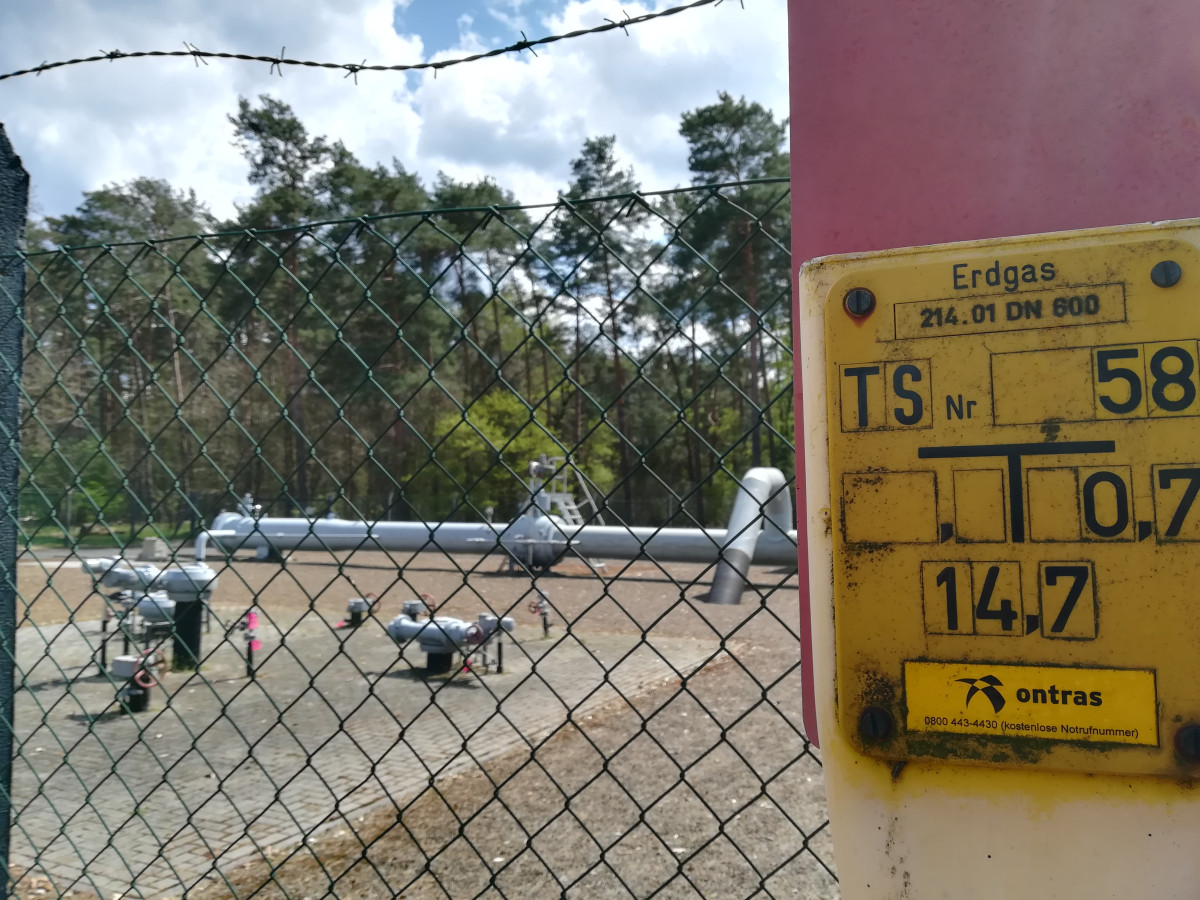 Erdgas
214.01 DN 600
TS Nr 58
, 0,7
14,7
ontras
0800 443-4430 (kostenlose Notrufnummer)